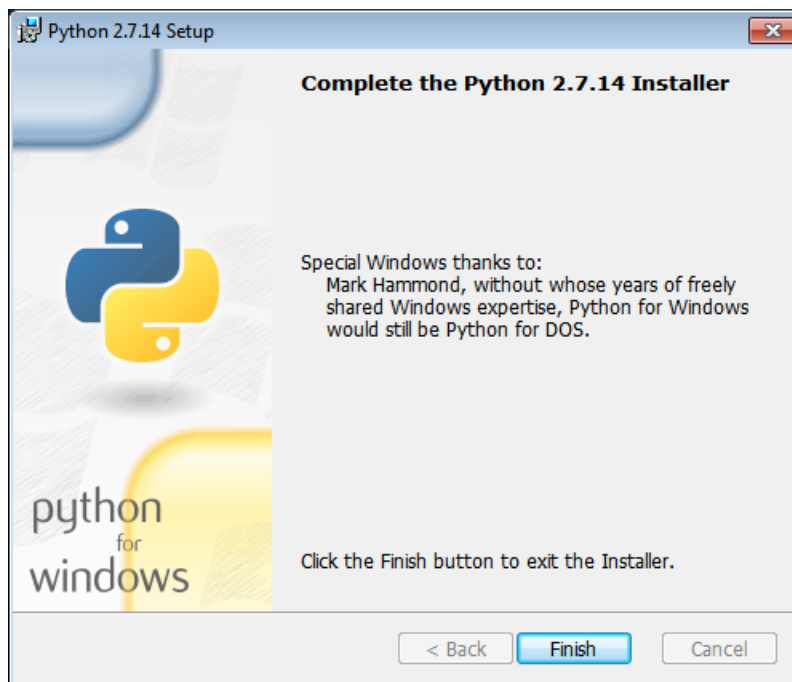 Python 2.7.14 Setup
Complete the Python 2.7.14 Installer
Special Windows thanks to:
Mark Hammond, without whose years of freely
shared Windows expertise, Python for Windows
would still be Python for DOS.
python
for
windows
Click the Finish button to exit the Installer.
< Back
Finish
Cancel